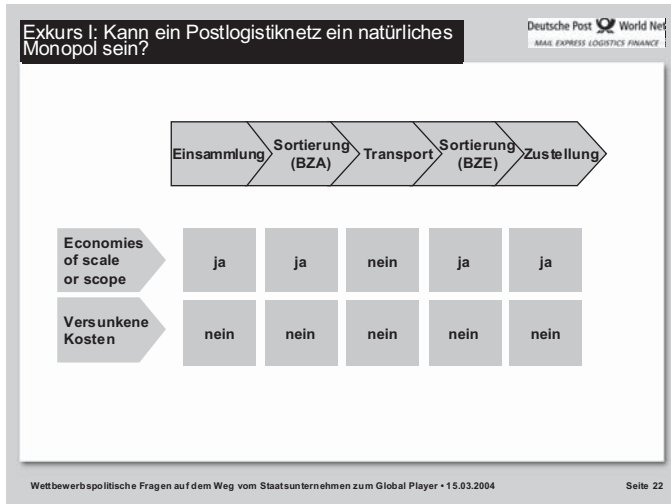 Exkurs I: Kann ein Postlogistiknetz ein natürliches
Monopol sein?
Deutsche Post World Net
MAIL EXPRESS LOGISTICS FINANCE
Einsammlung
Sortierung
(BZA)
Transport
Sortierung
(BZE)
Zustellung
Economies
of scale
or scope
ja
ja
nein
ja
ja
Versunkene
Kosten
nein
nein
nein
nein
nein
Wettbewerbspolitische Fragen auf dem Weg vom Staatsunternehmen zum Global Player • 15.03.2004
Seite 22